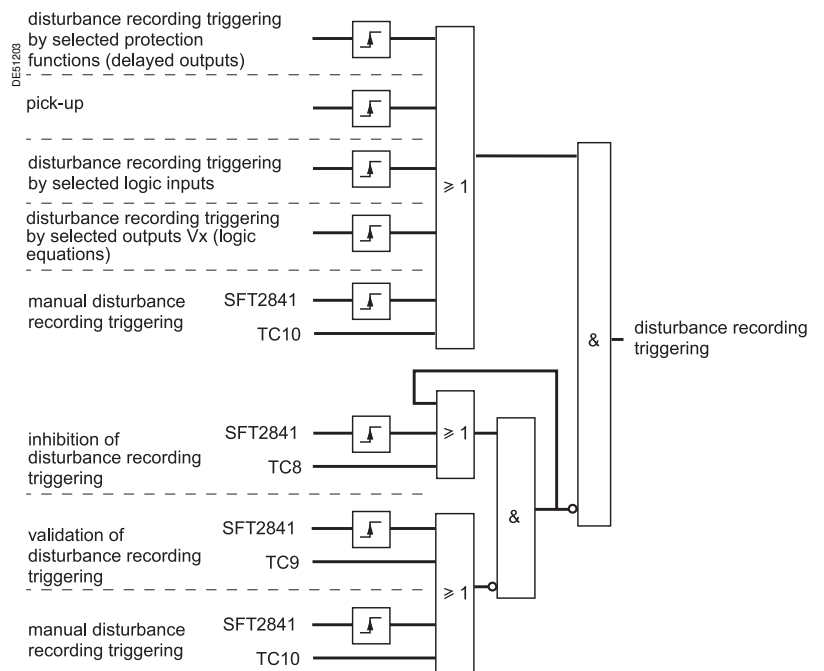 DE51203
disturbance recording triggering
by selected protection
functions (delayed outputs)
pick-up
disturbance recording triggering
by selected logic inputs
disturbance recording triggering
by selected outputs Vx (logic
equations)
manual disturbance
recording triggering
SFT2841
TC10
≥ 1
&
disturbance recording
triggering
inhibition of
disturbance recording
triggering
SFT2841
TC8
≥ 1
&
validation of
disturbance recording
triggering
SFT2841
TC9
≥ 1
manual disturbance
recording triggering
SFT2841
TC10